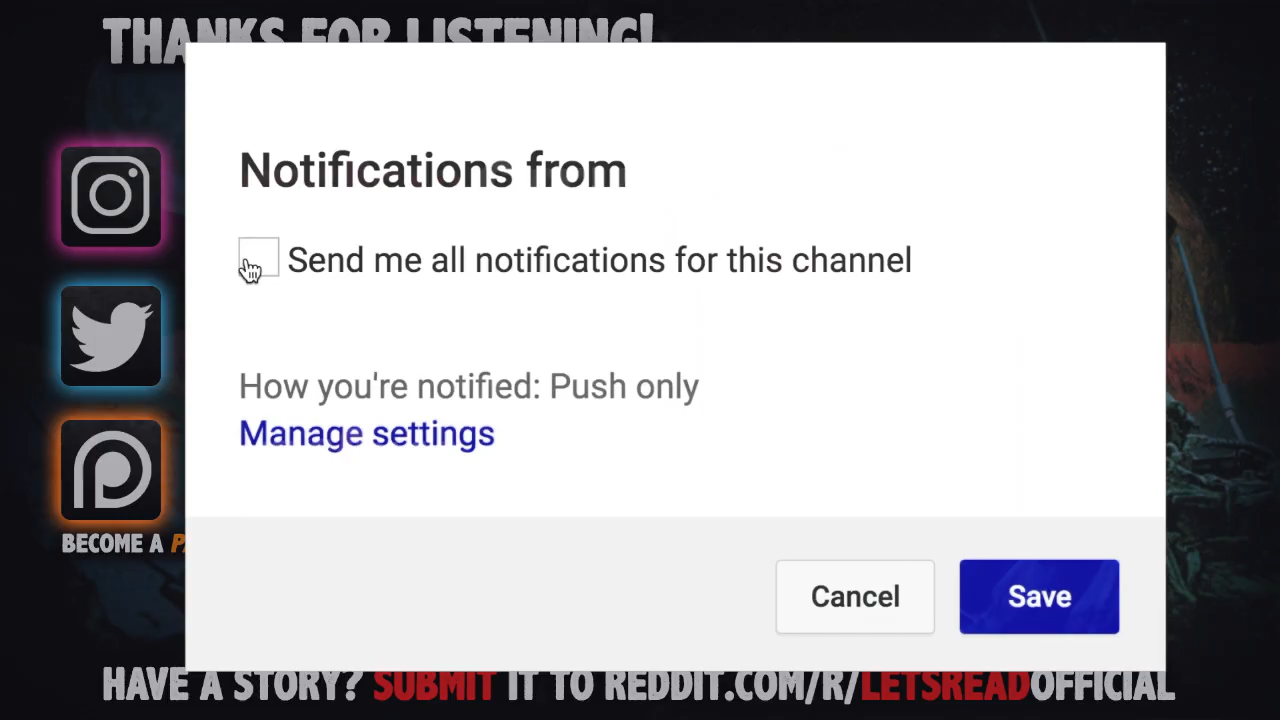 THANKS FOR LISTENING!
Notifications from
Send me all notifications for this channel
How you're notified: Push only
Manage settings
BECOME A
Cancel
Save
HAVE A STORY? SUBMIT IT TO REDDIT.COM/R/LETSREADOFFICIAL